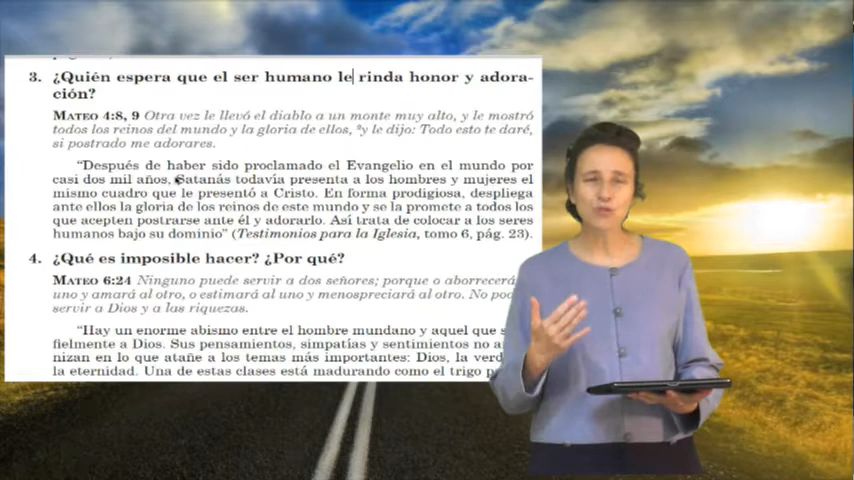 3. ¿Quién espera que el ser humano le rinda honor y adora-
ción?
MATEO 4:8, 9 Otra vez le llevó el diablo a un monte muy alto, y le mostró
todos los reinos del mundo y la gloria de ellos, ⁹y le dijo: Todo esto te daré,
si postrado me adorares.
“Después de haber sido proclamado el Evangelio en el mundo por
casi dos mil años, Satanás todavía presenta a los hombres y mujeres el
mismo cuadro que le presentó a Cristo. En forma prodigiosa, despliega
ante ellos la gloria de los reinos de este mundo y se la promete a todos los
que acepten postrarse ante él y adorarlo. Así trata de colocar a los seres
humanos bajo su dominio” (Testimonios para la Iglesia, tomo 6, pág. 23).
4. ¿Qué es imposible hacer? ¿Por qué?
MATEO 6:24 Ninguno puede servir a dos señores; porque o aborrecerá
uno y amará al otro, o estimará al uno y menospreciará al otro. No
servir a Dios y a las riquezas.
“Hay un enorme abismo entre el hombre mundano y aquel que
fielmente a Dios. Sus pensamientos, simpatías y sentimientos no
nizan en lo que atañe a los temas más importantes: Dios, la
la eternidad. Una de estas clases está madurando como el trigo